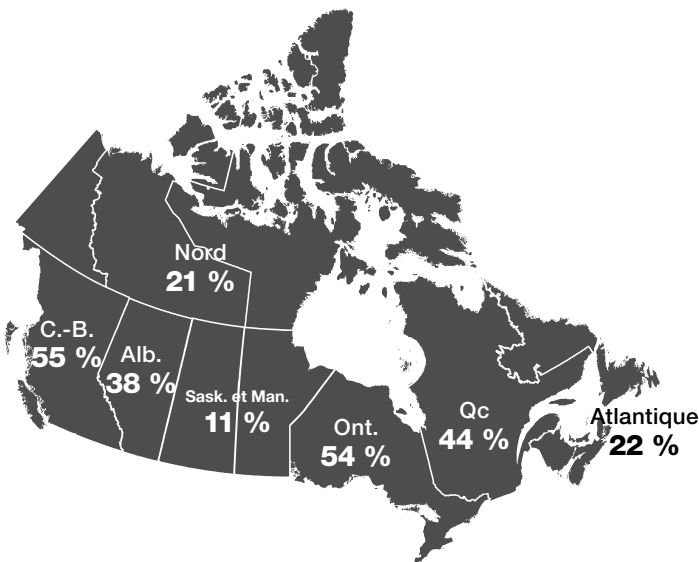 Nord
21 %
C.-B.
55 %
Alb.
38 %
Sask. et Man.
11 %
Ont.
54 %
Qc
44 %
Atlantique
22 %